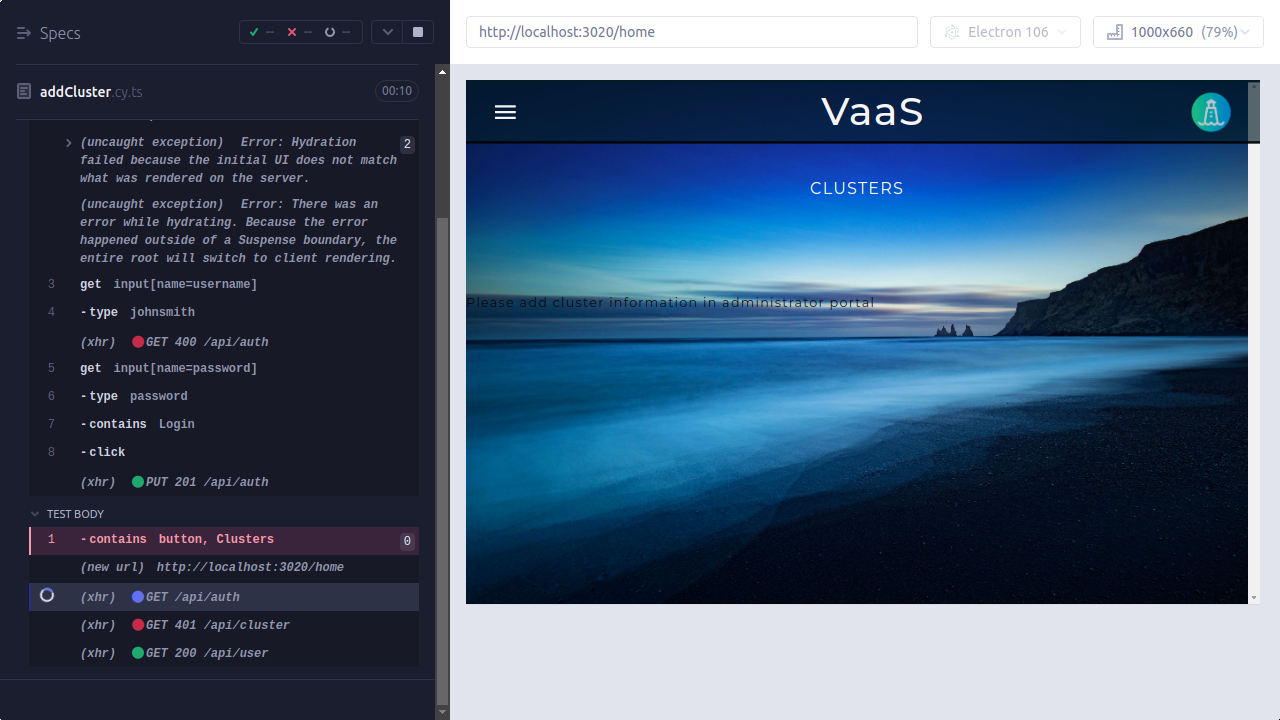 Specs
--
--
--
http://localhost:3020/home
Electron 106
1000x660 (79%)
addCluster.cy.ts
00:10
(uncaught exception) Error: Hydration
failed because the initial UI does not match
what was rendered on the server.
2
(uncaught exception) Error: There was an
error while hydrating. Because the error
happened outside of a Suspense boundary, the
entire root will switch to client rendering.
3 get input[name=username]
4 -type johnsmith
(xhr) GET 400 /api/auth
5 get input[name=password]
6 -type password
7 -contains Login
8 -click
(xhr) PUT 201 /api/auth
TEST BODY
1 -contains button, Clusters 0
(new url) http://localhost:3020/home
(xhr) GET /api/auth
(xhr) GET 401 /api/cluster
(xhr) GET 200 /api/user
VaaS
CLUSTERS
Please add cluster information in administrator portal